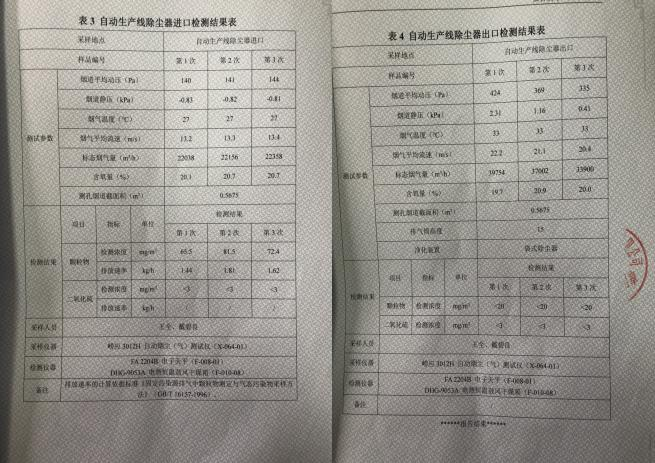 表 3 自动生产线除尘器进口检测结果表
采样地点 自动生产线除尘器进口
样品编号 第 1 次 第 2 次 第 3 次
测试参数
烟道平均动压（Pa） 140 141 144
烟道静压（kPa） -0.83 -0.82 -0.81
烟气温度（℃） 27 27 27
烟气平均流速（m/s） 13.2 13.3 13.4
标态烟气量（m³/h） 22038 22156 22358
含氧量（%） 20.1 20.7 20.7
测孔烟道截面积（m²） 0.5675
检测结果
项目 指标 单位 检测结果
第 1 次 第 2 次 第 3 次
颗粒物 检测浓度 mg/m³ 65.5 81.5 72.4
排放速率 kg/h 1.44 1.81 1.62
二氧化硫 检测浓度 mg/m³ <3 <3 <3
排放速率 kg/h / / /
采样人员 王全、戴碧良
采样仪器 崂应 3012H 自动烟尘（气）测试仪（X-064-01）
检测仪器 FA 2204B 电子天平（F-008-01）
DHG-9053A 电热恒温鼓风干燥箱（F-010-08）
备注 排放速率的计算依据标准《固定污染源排气中颗粒物测定与气态污染物采样方
法》（GB/T 16157-1996）
表 4 自动生产线除尘器出口检测结果表
采样地点 自动生产线除尘器出口
样品编号 第 1 次 第 2 次 第 3 次
测试参数
烟道平均动压（Pa） 424 369 335
烟道静压（kPa） 2.31 1.16 0.41
烟气温度（℃） 33 33 33
烟气平均流速（m/s） 22.2 21.1 20.4
标态烟气量（m³/h） 39754 37002 33900
含氧量（%） 19.7 20.9 20.0
测孔烟道截面积（m²） 0.5675
排气筒高度 15
净化装置 袋式除尘器
检测结果
项目 指标 单位 检测结果
第 1 次 第 2 次 第 3 次
颗粒物 检测浓度 mg/m³ <20 <20 <20
二氧化硫 检测浓度 mg/m³ <3 <3 <3
采样人员 王全、戴碧良
采样仪器 崂应 3012H 自动烟尘（气）测试仪（X-064-01）
检测仪器 FA 2204B 电子天平（F-008-01）
DHG-9053A 电热恒温鼓风干燥箱（F-010-08）
备注
******报告结束******